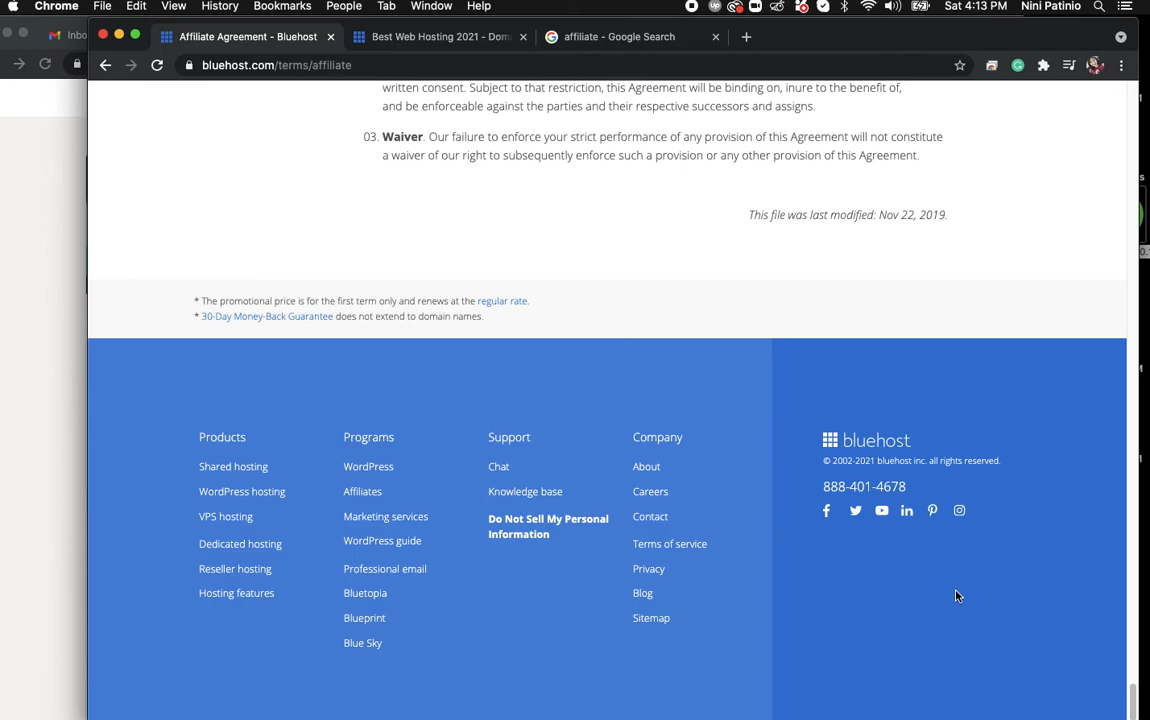 Chrome File Edit View History Bookmarks People Tab Window Help Up Sat 4:13 PM Nini Patinio
Inbo Affiliate Agreement - Bluehost × Best Web Hosting 2021 - Dom × affiliate - Google Search × +
bluehost.com/terms/affiliate
written consent. Subject to that restriction, this Agreement will be binding on, inure to the benefit of,
and be enforceable against the parties and their respective successors and assigns.
03. Waiver. Our failure to enforce your strict performance of any provision of this Agreement will not constitute
a waiver of our right to subsequently enforce such a provision or any other provision of this Agreement.
This file was last modified: Nov 22, 2019.
* The promotional price is for the first term only and renews at the regular rate.
* 30-Day Money-Back Guarantee does not extend to domain names.
Products
Shared hosting
WordPress hosting
VPS hosting
Dedicated hosting
Reseller hosting
Hosting features
Programs
WordPress
Affiliates
Marketing services
WordPress guide
Professional email
Bluetopia
Blueprint
Blue Sky
Support
Chat
Knowledge base
Do Not Sell My Personal
Information
Company
About
Careers
Contact
Terms of service
Privacy
Blog
Sitemap
bluehost
© 2002-2021 bluehost inc. all rights reserved.
888-401-4678